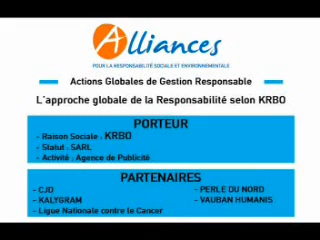 Alliances
POUR LA RESPONSABILITÉ SOCIALE ET ENVIRONNEMENTALE
Actions Globales de Gestion Responsable
L'approche globale de la Responsabilité selon KRBO
PORTEUR
- Raison Sociale : KRBO
- Statut : SARL
- Activité : Agence de Publicité
PARTENAIRES
- CJD
- KALYGRAM
- Ligue Nationale contre le Cancer
- PERLE DU NORD
- VAUBAN HUMANIS